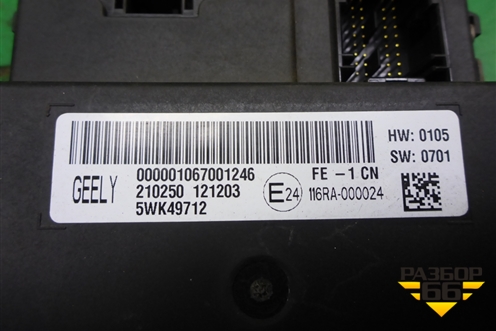 HW: 0105
SW: 0701
GEELY
000001067001246
210250 121203
5WK49712
FE - 1 CN
E24
116RA-000024
РАЗБОР
66